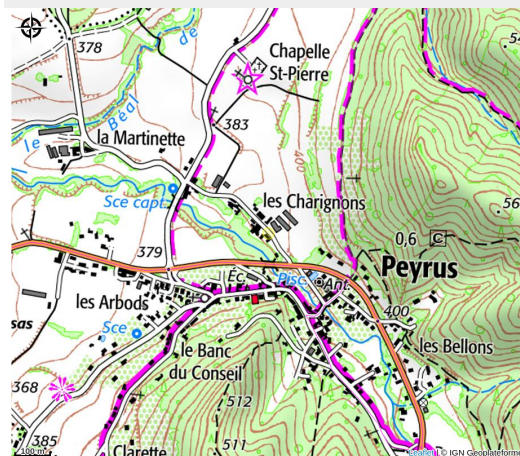 378
de
Chapelle
St-Pierre
Béal
383
le
la Martinette
400
Sce capt.
les Charignons
56
0,6 C
379
Peyrus
Éc.
Pisc.
Ant.
les Arbods
400
Sce
le Banc
du Conseil
les Bellons
368
512
385
511
Clarette
100 m
Leaflet | © IGN Geoplateforme